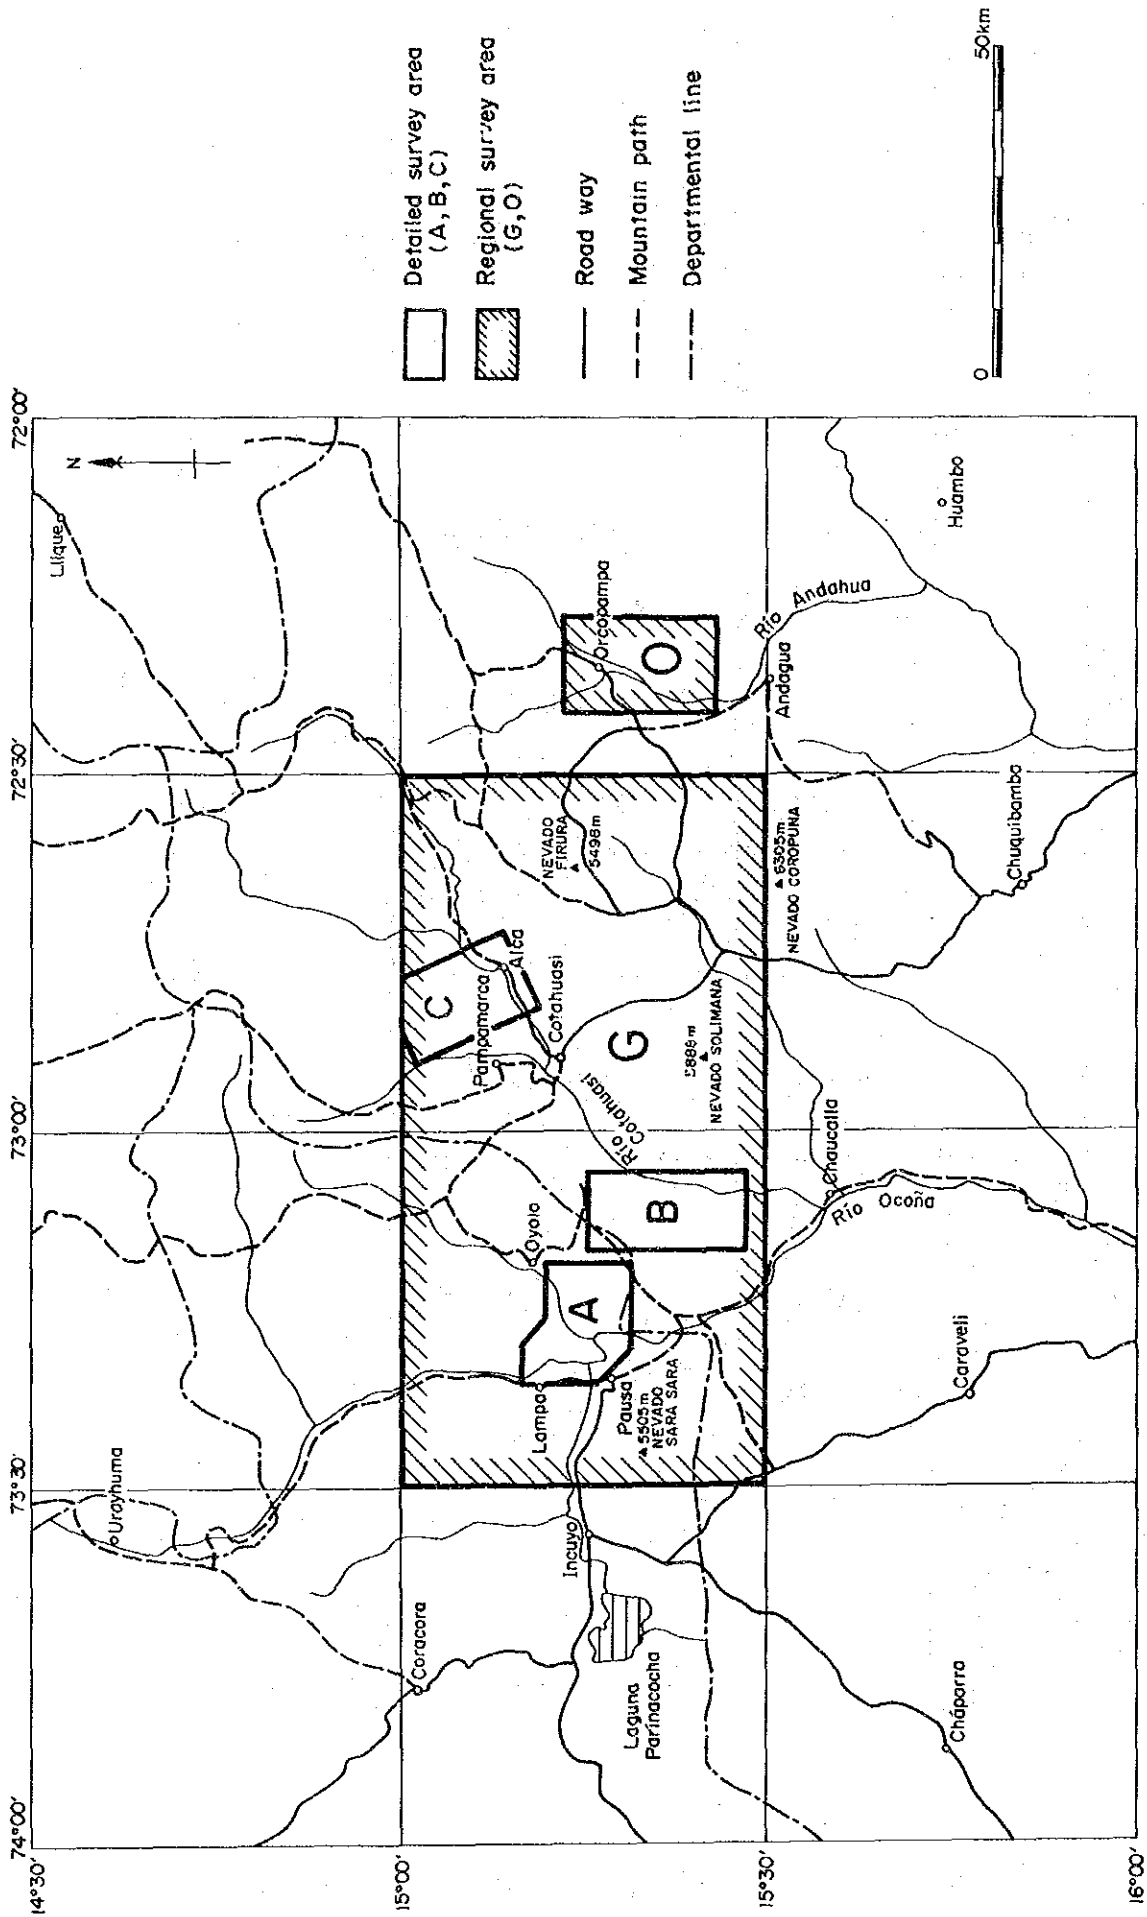 74°00'
73°30'
73°00'
72°30'
72°00'
14°30'
15°00'
15°30'
16°00'
N
Urayhuma
Llique
Coracora
Pampamarca
C
Alca
Cotahuasi
NEVADO
FIRURA
5498m
Orcopampa
O
Oyolo
Lampa
A
B
G
Río Cotahuasi
Pausa
5505m
NEVADO
SARA SARA
Incuyo
Laguna
Parinacocha
NEVADO SOLIMANA
6305m
NEVADO COROPUNA
Andagua
Río Andahua
Huambo
Chaucalla
Río Ocoña
Caraveli
Chuquibamba
Cháparra
Detailed survey area
(A, B, C)
Regional survey area
(G, O)
Road way
Mountain path
Departmental line
0
50km